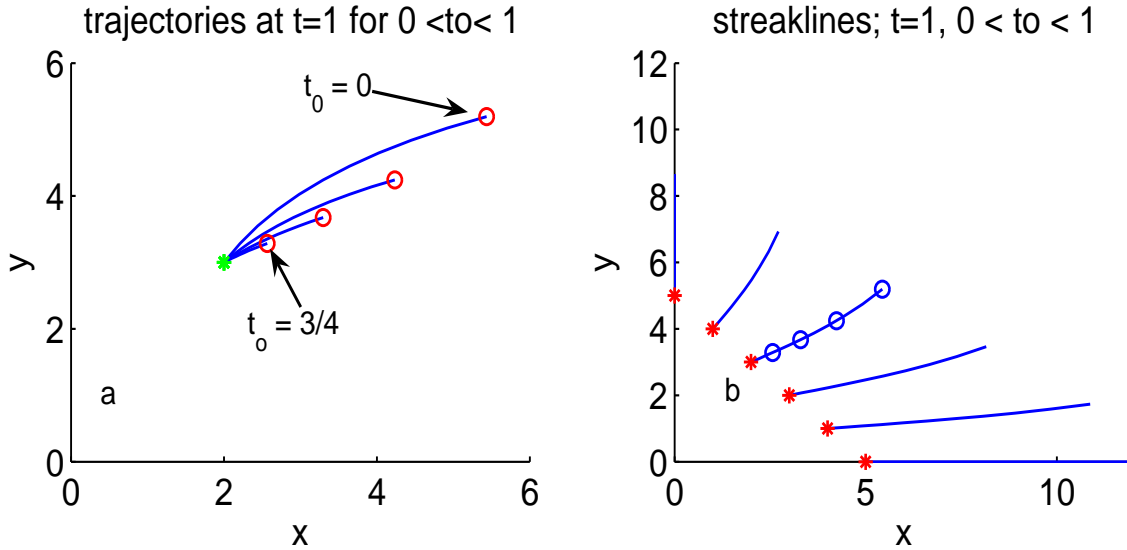 trajectories at t=1 for 0 <to< 1
6
4
2
0
0 2 4 6
y
x
t₀ = 0
tₒ = 3/4
a
streaklines; t=1, 0 < to < 1
12
10
8
6
4
2
0
0 5 10
y
x
b